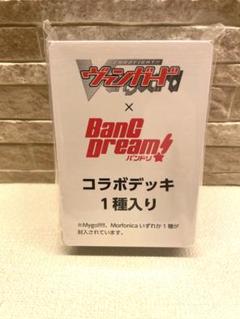 CARDFIGHT!!
ヴァンガード
Vanguard
×
BanG
Dream!
バンドリ
コラボデッキ
1種入り
※Mygo!!!!!、Morfonica いずれか1種が
封入されています。